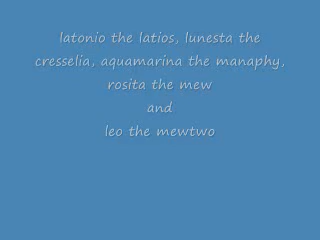 latonio the latios, lunesta the
cresselia, aquamarina the manaphy,
rosita the mew
and
leo the mewtwo